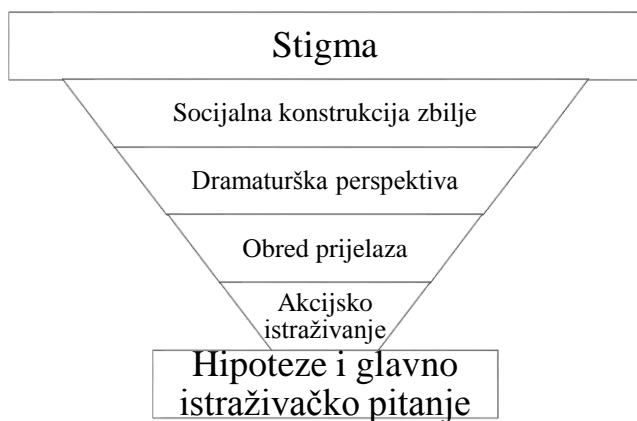 Stigma
Socijalna konstrukcija zbilje
Dramaturška perspektiva
Obred prijelaza
Akcijsko
istraživanje
Hipoteze i glavno
istraživačko pitanje